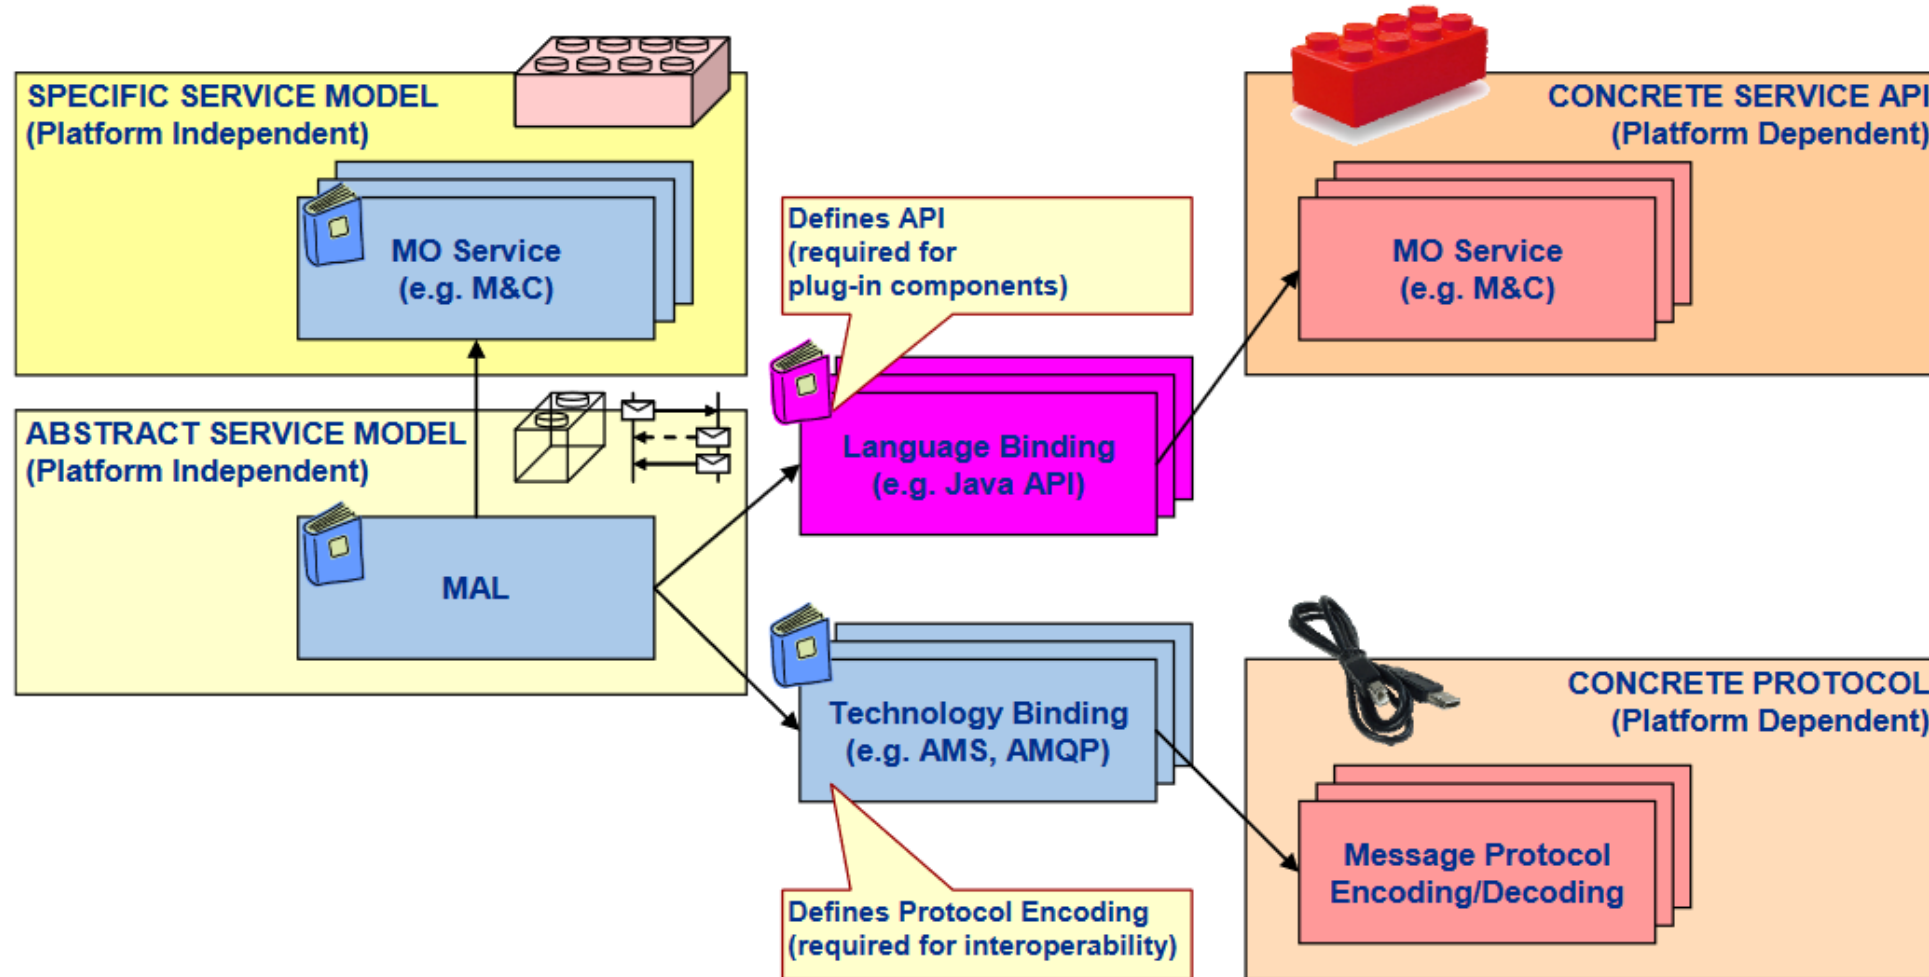 SPECIFIC SERVICE MODEL
(Platform Independent)
MO Service
(e.g. M&C)
ABSTRACT SERVICE MODEL
(Platform Independent)
MAL
Defines API
(required for
plug-in components)
Language Binding
(e.g. Java API)
Technology Binding
(e.g. AMS, AMQP)
Defines Protocol Encoding
(required for interoperability)
CONCRETE SERVICE API
(Platform Dependent)
MO Service
(e.g. M&C)
CONCRETE PROTOCOL
(Platform Dependent)
Message Protocol
Encoding/Decoding